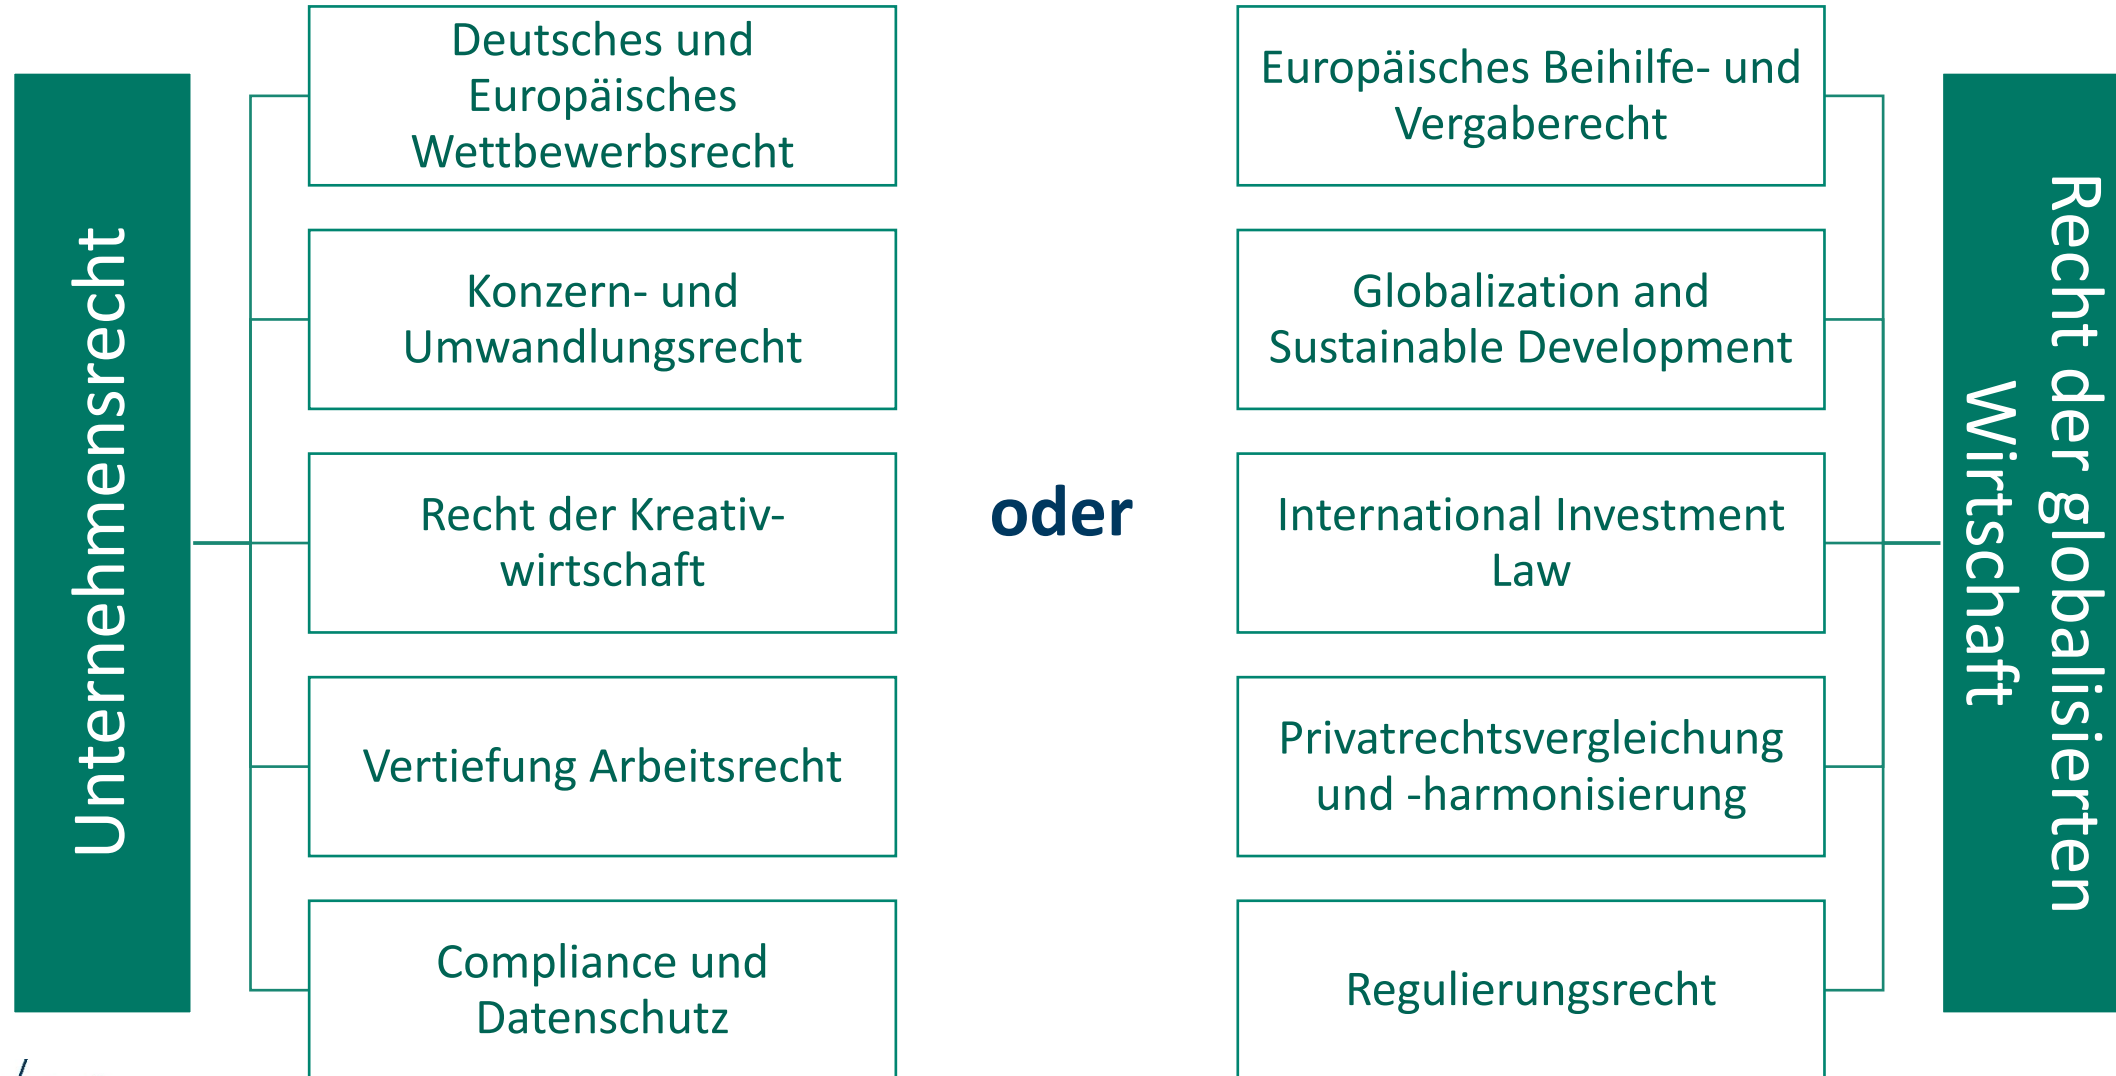 Unternehmensrecht
Deutsches und
Europäisches
Wettbewerbsrecht
Konzern- und
Umwandlungsrecht
Recht der Kreativ-
wirtschaft
Vertiefung Arbeitsrecht
Compliance und
Datenschutz
oder
Europäisches Beihilfe- und
Vergaberecht
Globalization and
Sustainable Development
International Investment
Law
Privatrechtsvergleichung
und -harmonisierung
Regulierungsrecht
Recht der globalisierten
Wirtschaft